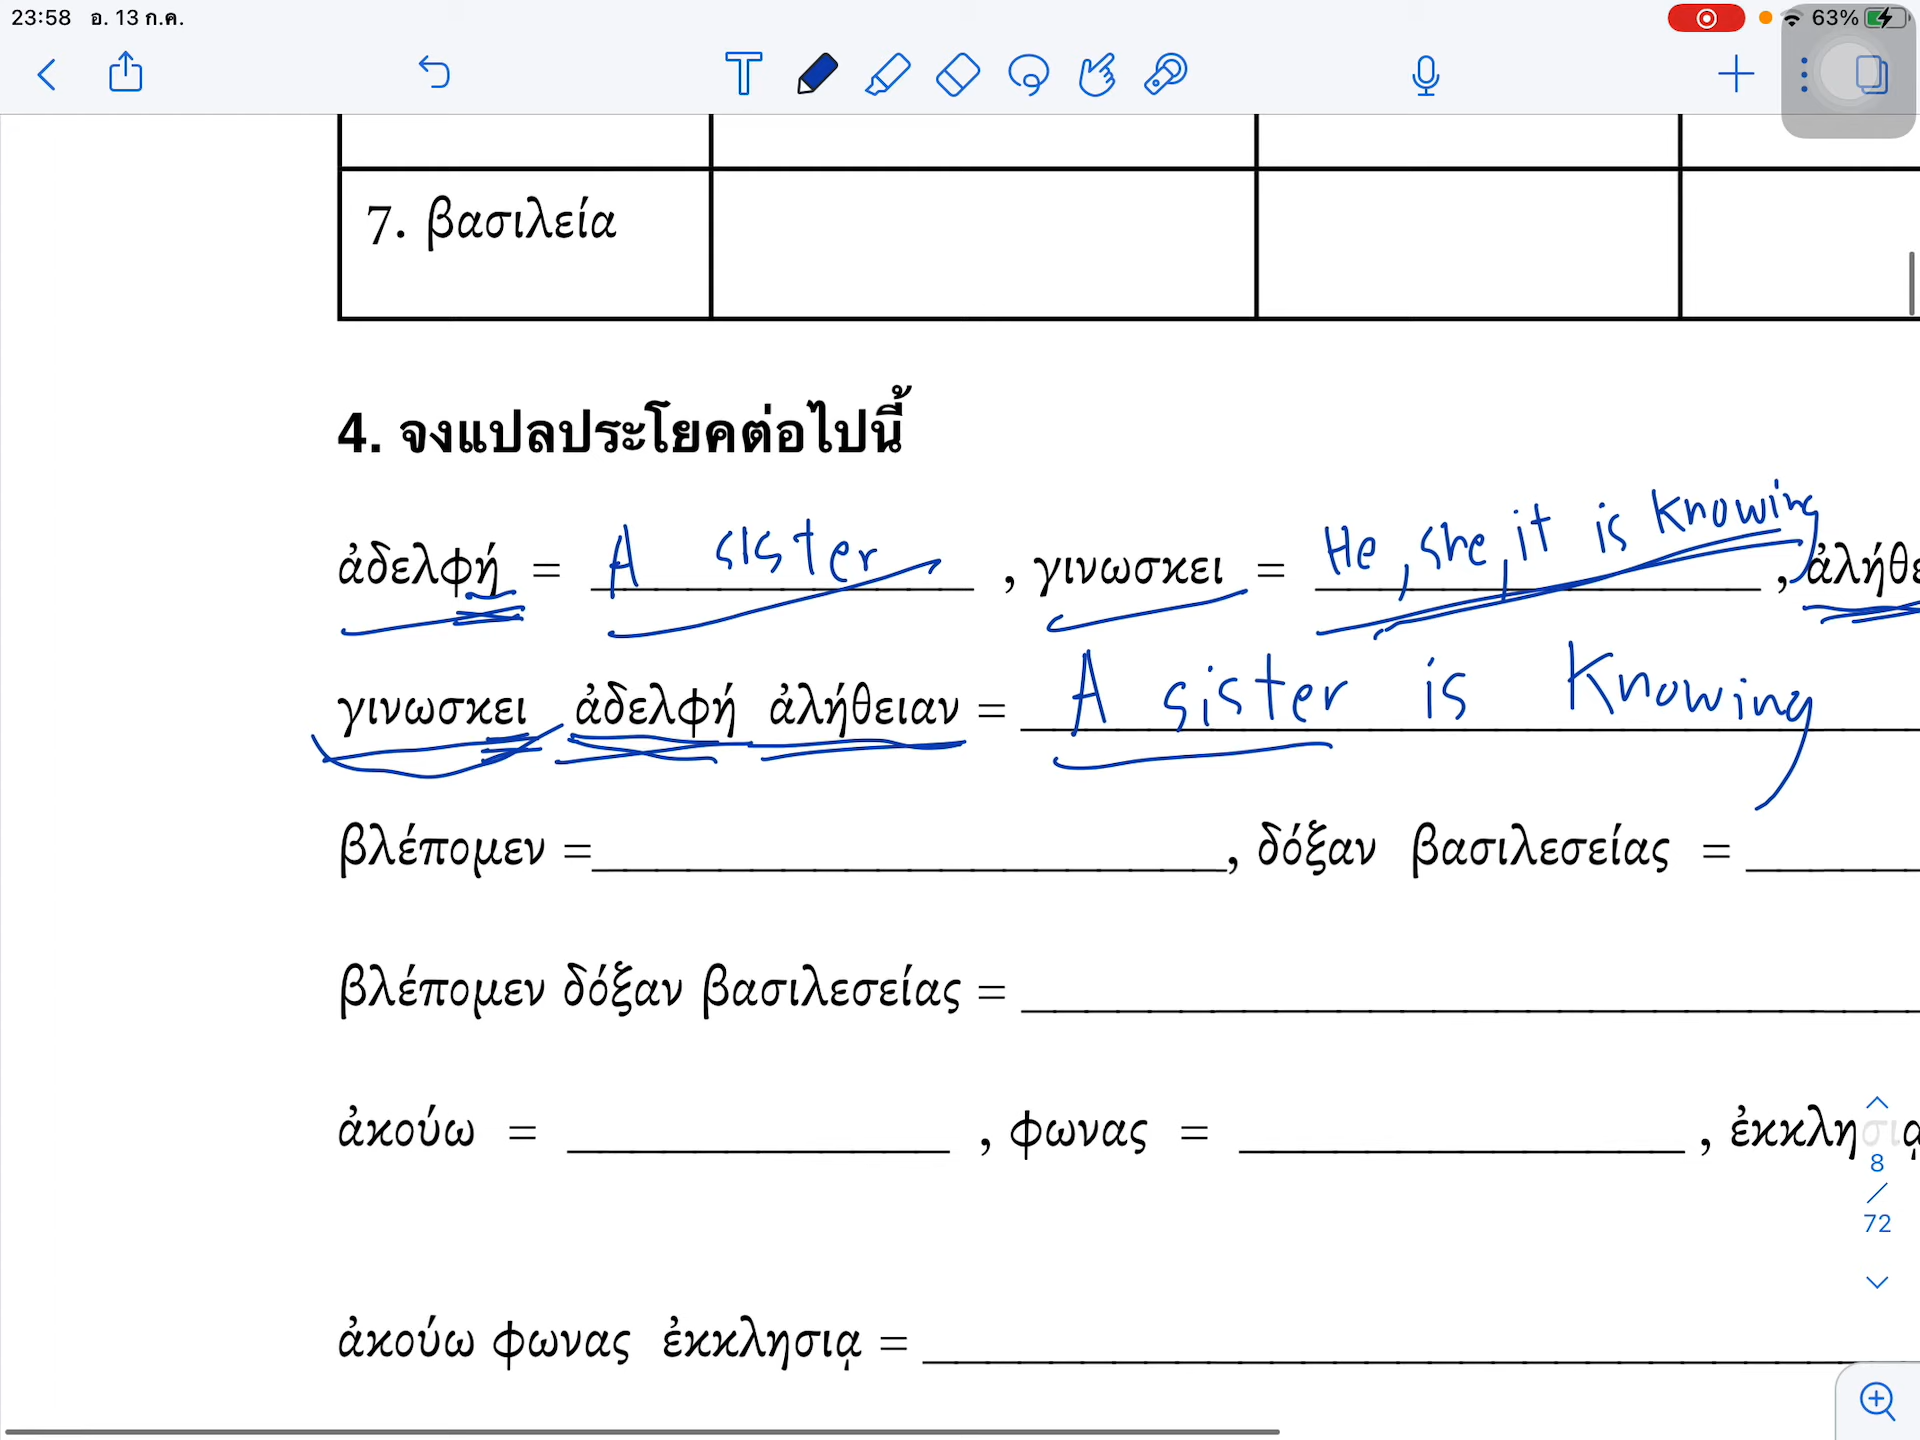 23:58 อ. 13 ก.ค. 63%
7. βασιλεία
4. จงแปลประโยคต่อไปนี้
ἀδελφή = A sister , γινωσκει = He, she, it is knowing , ἀλήθε
γινωσκει ἀδελφή ἀλήθειαν = A sister is knowing
βλέπομεν = , δόξαν βασιλεσείας =
βλέπομεν δόξαν βασιλεσείας =
ἀκούω = , φωνας = , ἐκκλησιᾳ
8
/
72
ἀκούω φωνας ἐκκλησιᾳ =